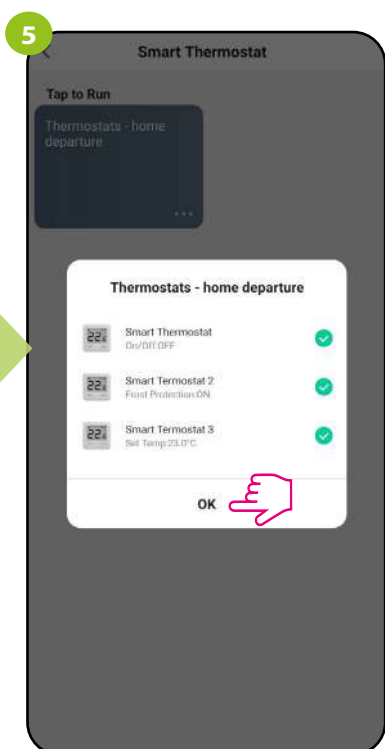 5
Smart Thermostat
Tap to Run
Thermostats - home
departure
Thermostats - home departure
Smart Thermostat
On/Off:OFF
Smart Termostat 2
Frost Protection:ON
Smart Termostat 3
Set Temp:23.0°C
OK